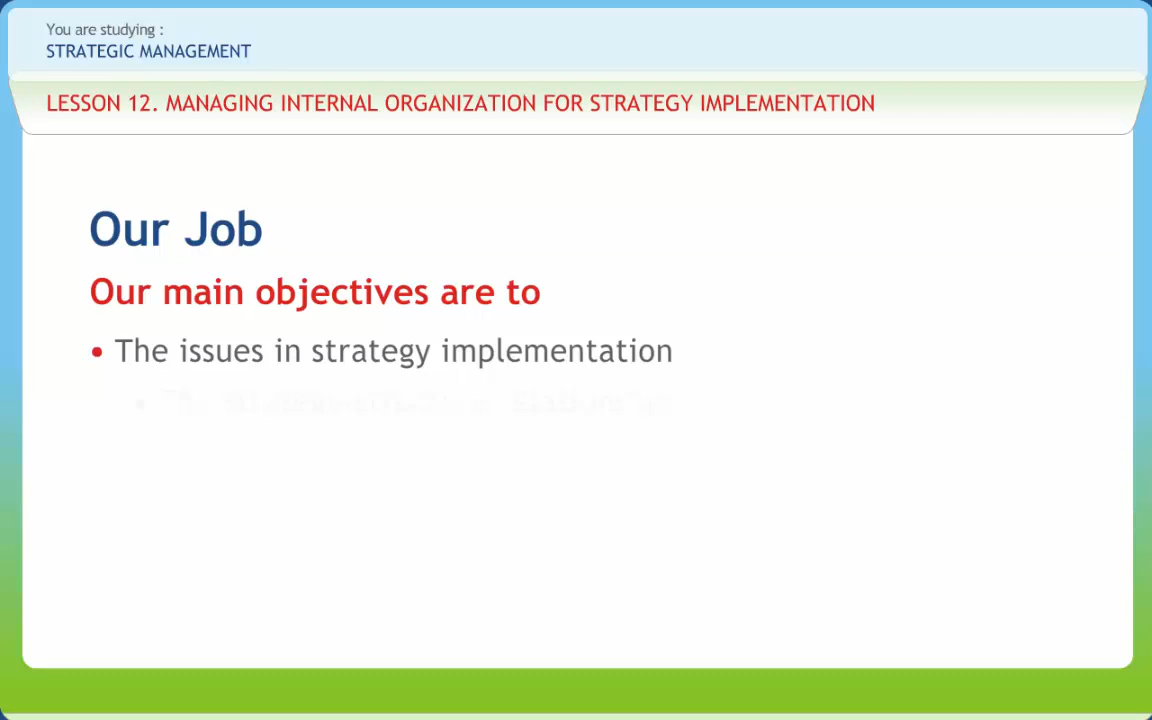 You are studying :
STRATEGIC MANAGEMENT
LESSON 12. MANAGING INTERNAL ORGANIZATION FOR STRATEGY IMPLEMENTATION
Our Job
Our main objectives are to
• The issues in strategy implementation